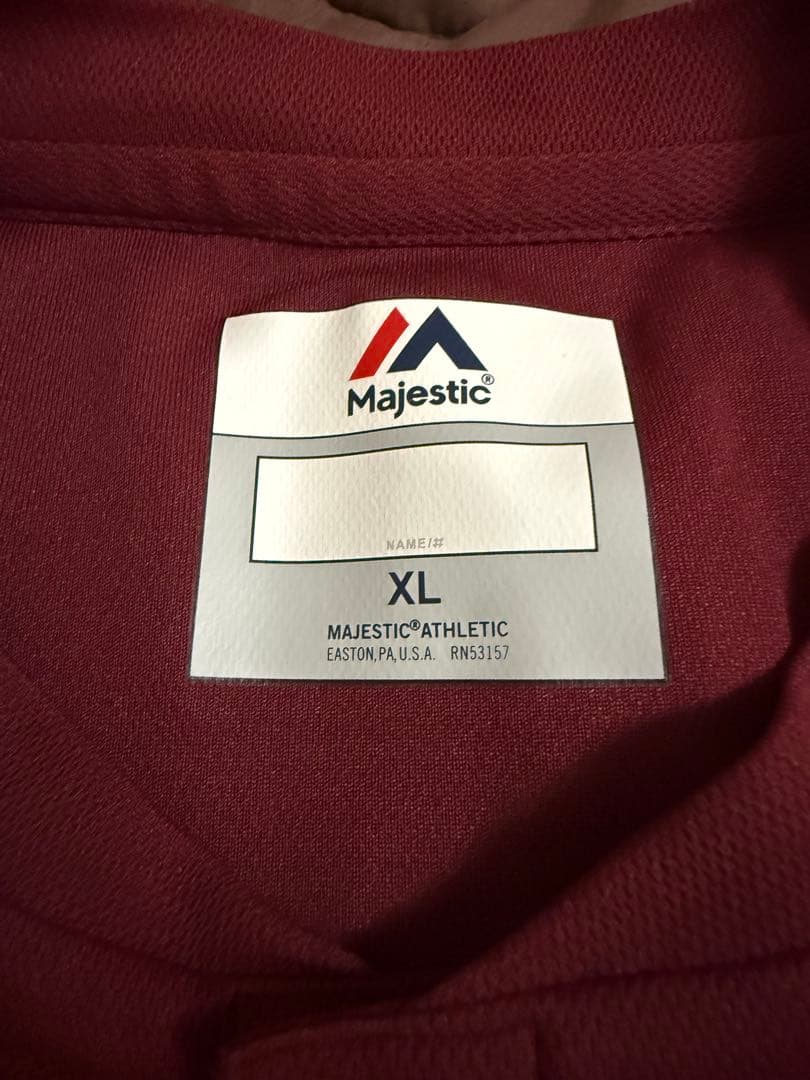 Majestic®
NAME/#
XL
MAJESTIC®ATHLETIC
EASTON,PA,U.S.A. RN53157